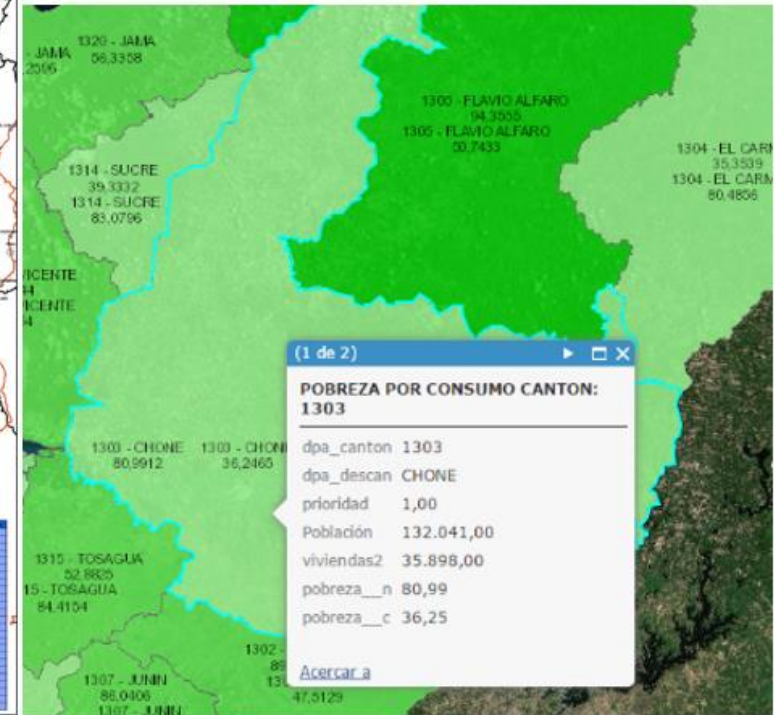 1320 - JAMA
56,3358
- JAMA
,2596
1305 - FLAVIO ALFARO
94,3555
1305 - FLAVIO ALFARO
50,7433
1304 - EL CARM
35,3539
1304 - EL CARM
80,4856
1314 - SUCRE
39,3332
1314 - SUCRE
83,0796
VICENTE
VICENTE
1303 - CHONE
80,9912
1303 - CHON
36,2465
(1 de 2)
POBREZA POR CONSUMO CANTON:
1303
dpa_canton 1303
dpa_descan CHONE
prioridad 1,00
Población 132.041,00
viviendas2 35.898,00
pobreza__n 80,99
pobreza__c 36,25
Acercar a
1315 - TOSAGUA
52,8825
15 - TOSAGUA
84,4154
1302 -
47,5129
1307 - JUNIN
86,0406
1307 - JUNIN